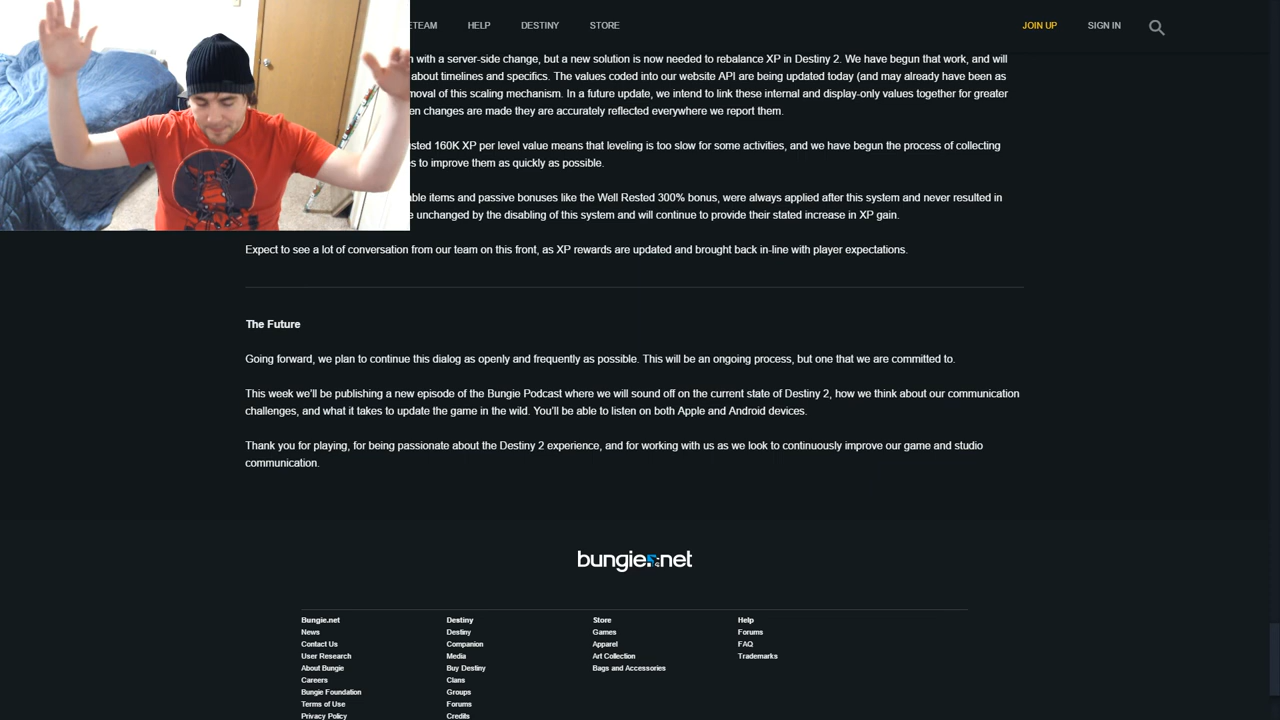 ETEAM HELP DESTINY STORE JOIN UP SIGN IN
with a server-side change, but a new solution is now needed to rebalance XP in Destiny 2. We have begun that work, and will
about timelines and specifics. The values coded into our website API are being updated today (and may already have been as
moval of this scaling mechanism. In a future update, we intend to link these internal and display-only values together for greater
changes are made they are accurately reflected everywhere we report them.
160K XP per level value means that leveling is too slow for some activities, and we have begun the process of collecting
to improve them as quickly as possible.
items and passive bonuses like the Well Rested 300% bonus, were always applied after this system and never resulted in
unchanged by the disabling of this system and will continue to provide their stated increase in XP gain.
Expect to see a lot of conversation from our team on this front, as XP rewards are updated and brought back in-line with player expectations.
The Future
Going forward, we plan to continue this dialog as openly and frequently as possible. This will be an ongoing process, but one that we are committed to.
This week we'll be publishing a new episode of the Bungie Podcast where we will sound off on the current state of Destiny 2, how we think about our communication
challenges, and what it takes to update the game in the wild. You'll be able to listen on both Apple and Android devices.
Thank you for playing, for being passionate about the Destiny 2 experience, and for working with us as we look to continuously improve our game and studio
communication.
bungie.net
Bungie.net Destiny Store Help
News Destiny Games Forums
Contact Us Companion Apparel FAQ
User Research Media Art Collection Trademarks
About Bungie Buy Destiny Bags and Accessories
Careers Clans
Bungie Foundation Groups
Terms of Use Forums
Privacy Policy Credits